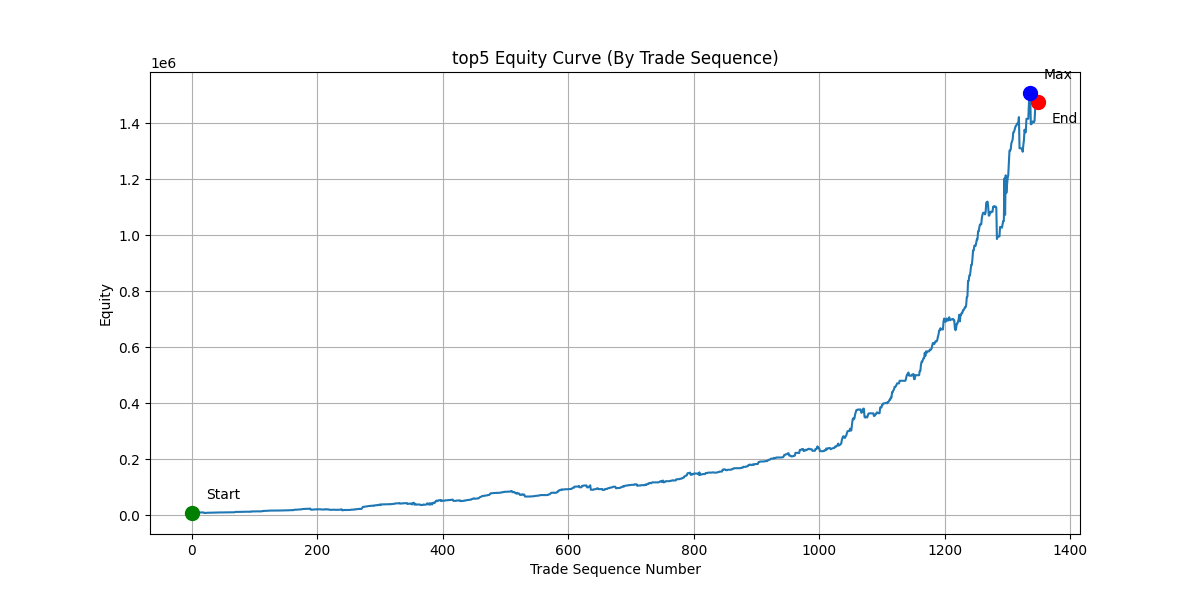 top5 Equity Curve (By Trade Sequence)
1e6
Max
End
Start
Equity
1.4
1.2
1.0
0.8
0.6
0.4
0.2
0.0
0 200 400 600 800 1000 1200 1400
Trade Sequence Number